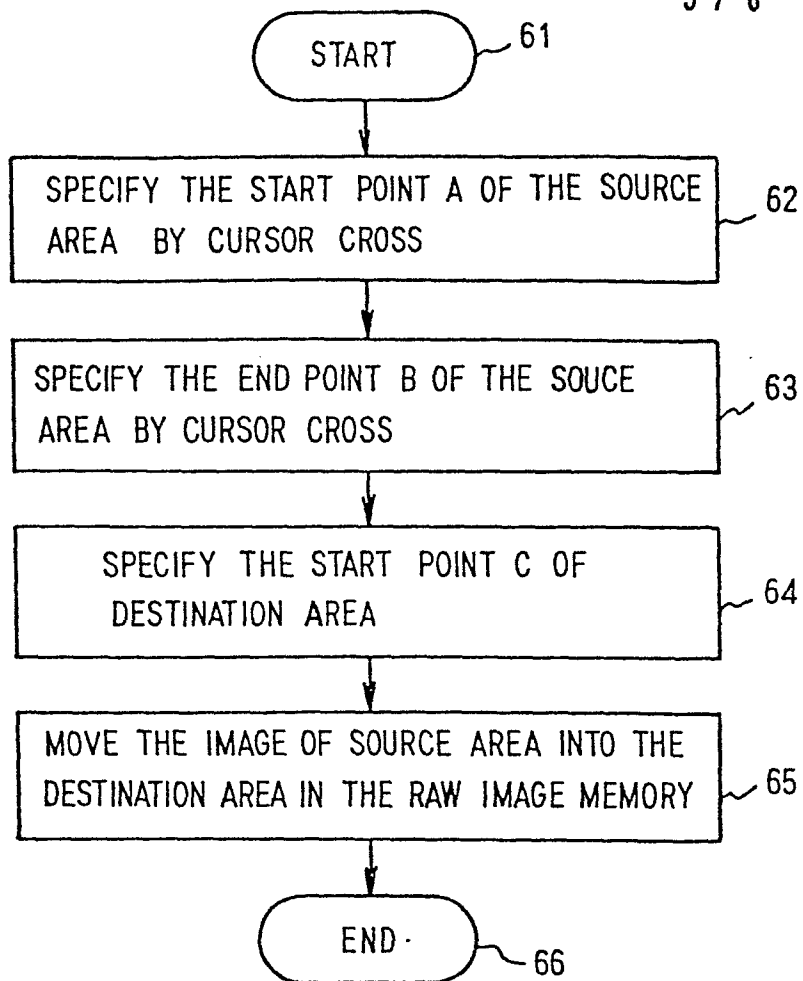 START
61
SPECIFY THE START POINT A OF THE SOURCE
AREA BY CURSOR CROSS
62
SPECIFY THE END POINT B OF THE SOUCE
AREA BY CURSOR CROSS
63
SPECIFY THE START POINT C OF
DESTINATION AREA
64
MOVE THE IMAGE OF SOURCE AREA INTO THE
DESTINATION AREA IN THE RAW IMAGE MEMORY
65
END
66